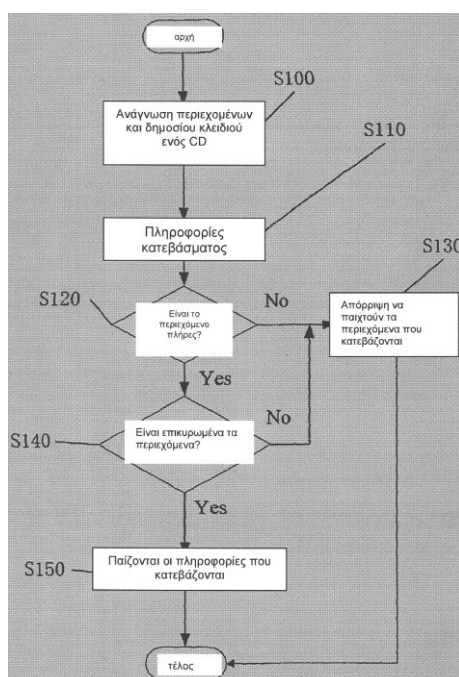 αρχή
S100
Ανάγνωση περιεχομένων
και δημοσίου κλειδιού
ενός CD
S110
Πληροφορίες
κατεβάσματος
S130
S120
Είναι το
περιεχόμενο
πλήρες?
No
Απόρριψη να
παιχτούν τα
περιεχόμενα που
κατεβάζονται
Yes
No
S140
Είναι επικυρωμένα τα
περιεχόμενα?
Yes
S150
Παίζονται οι πληροφορίες που
κατεβάζονται
τέλος